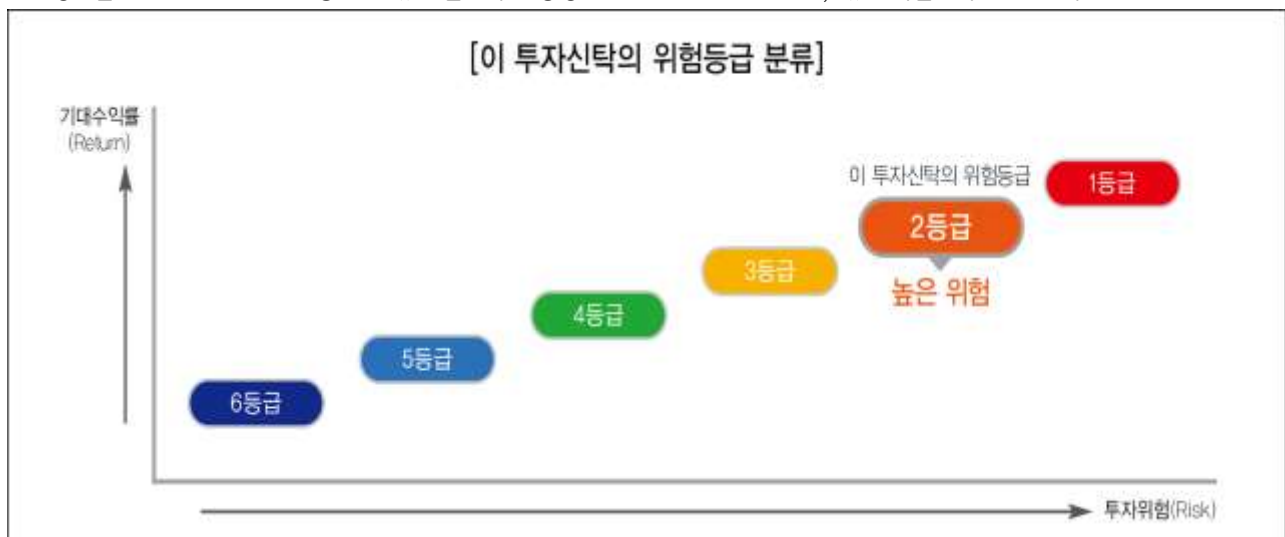 [이 투자신탁의 위험등급 분류]
기대수익률
(Return)
이 투자신탁의 위험등급
1등급
2등급
높은 위험
3등급
4등급
5등급
6등급
투자위험(Risk)